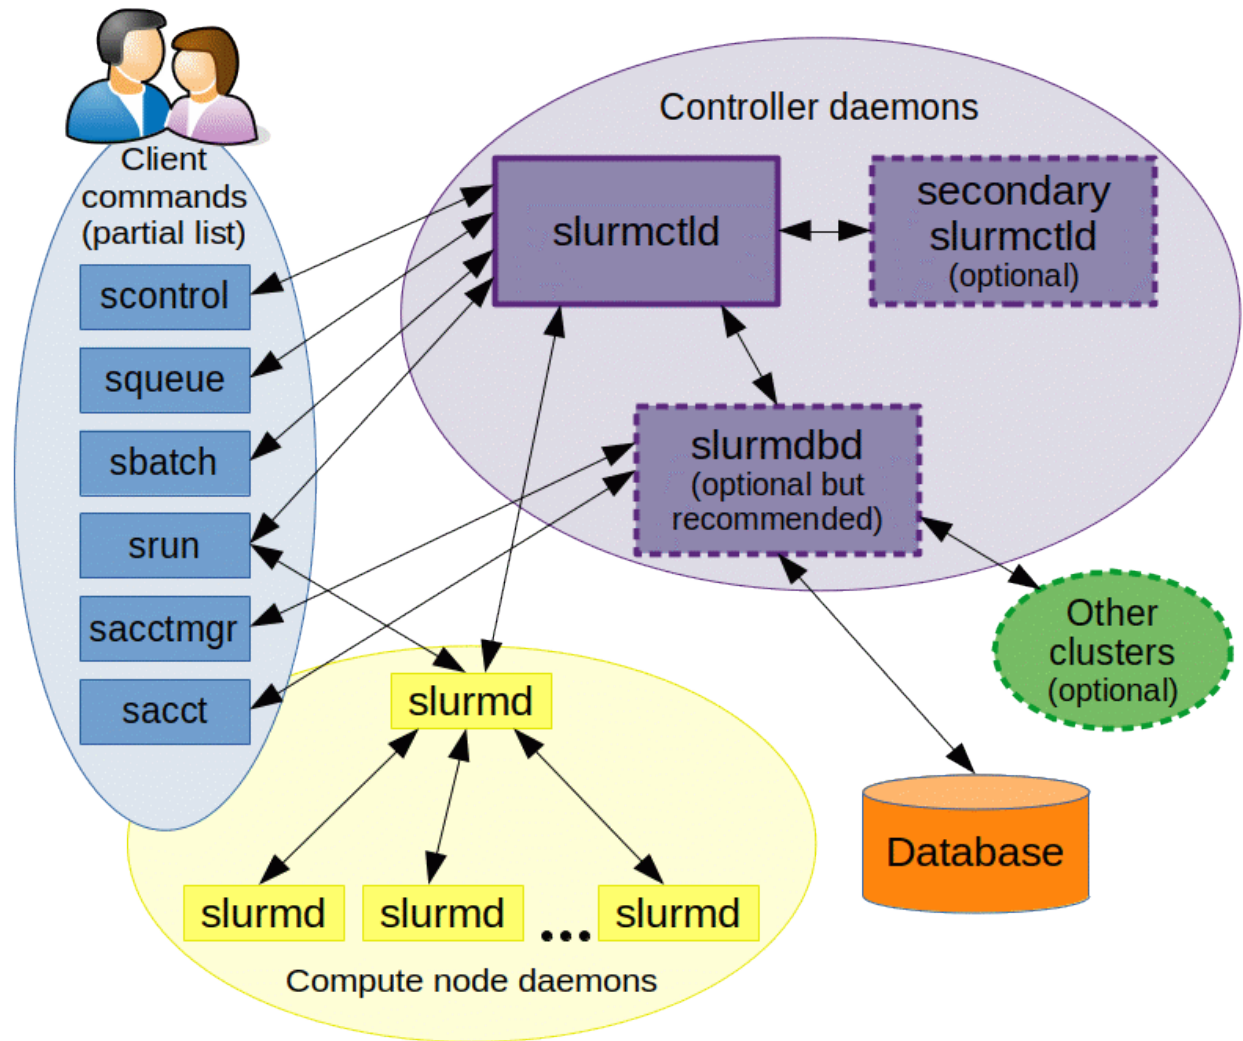 Client
commands
(partial list)
scontrol
squeue
sbatch
srun
sacctmgr
sacct
Controller daemons
slurmctld
secondary
slurmctld
(optional)
slurmdbd
(optional but
recommended)
Other
clusters
(optional)
Database
slurmd
slurmd
slurmd
...
slurmd
Compute node daemons